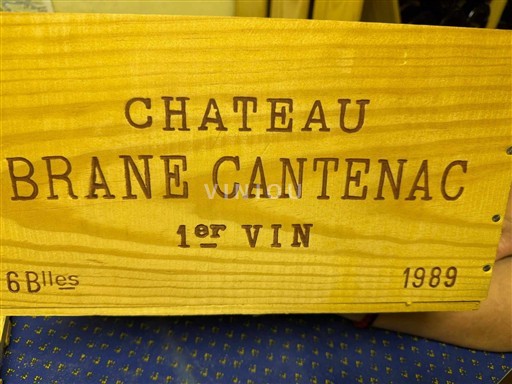 CHATEAU
BRANE CANTENAC
1er VIN
6 Blles 1989